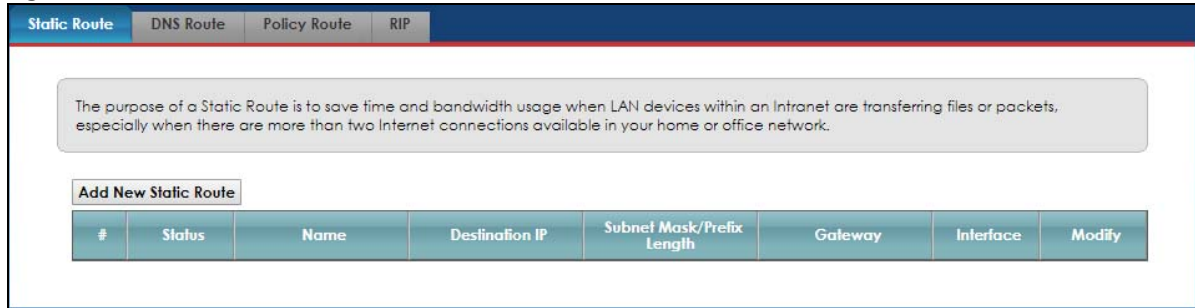 Static Route DNS Route Policy Route RIP
The purpose of a Static Route is to save time and bandwidth usage when LAN devices within an Intranet are transferring files or packets,
especially when there are more than two Internet connections available in your home or office network.
Add New Static Route
# Status Name Destination IP Subnet Mask/Prefix Length Gateway Interface Modify